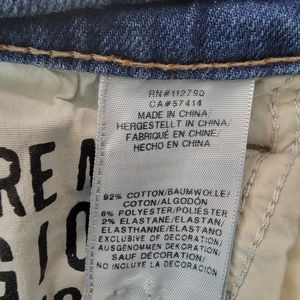 RN#112790
CA#57414
MADE IN CHINA
HERGESTELLT IN CHINA
FABRIQUÉ EN CHINE/
HECHO EN CHINA
92% COTTON/BAUMWOLLE/
COTON/ALGODÓN
6% POLYESTER/POLIÉSTER
2% ELASTANE/ELASTAN/
ELASTHANNE/ELASTANO
EXCLUSIVE OF DECORATION/
AUSGENOMMEN DEKORATION/
SAUF DÉCORATION/
NO INCLUYE LA DECORACIÓN